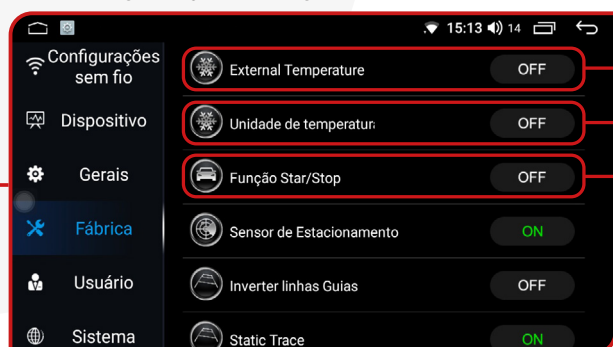 15:13 14
Configurações
sem fio
Dispositivo
Gerais
Fábrica
Usuário
Sistema
External Temperature OFF
Unidade de temperatur
OFF
Função Star/Stop OFF
Sensor de Estacionamento ON
Inverter linhas Guias OFF
Static Trace ON